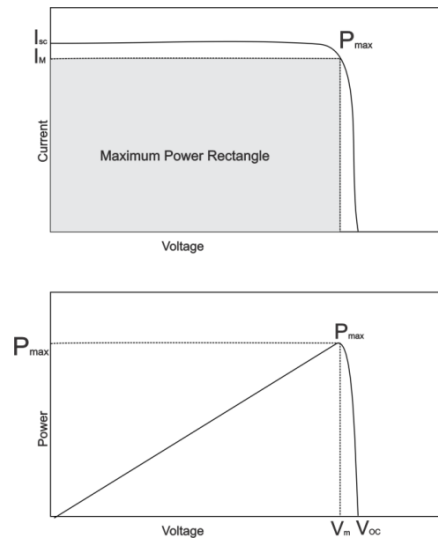 Isc
Pmax
IM
Current
Maximum Power Rectangle
Voltage
Pmax
Pmax
Power
Voltage
Vm
Voc